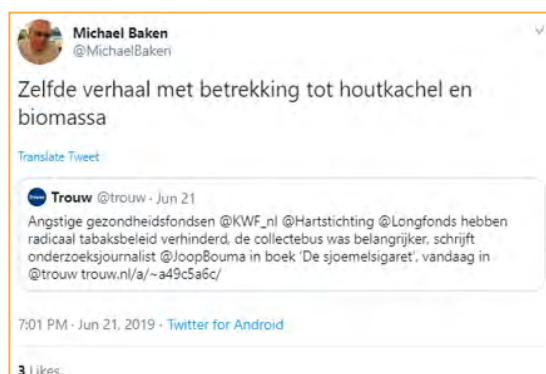 Michael Baken
@MichaelBaken
Zelfde verhaal met betrekking tot houtkachel en
biomassa
Translate Tweet
Trouw @trouw · Jun 21
Angstige gezondheidsfondsen @KWF_nl @Hartstichting @Longfonds hebben
radicaal tabaksbeleid verhinderd, de collectebus was belangrijker, schrijft
onderzoeksjournalist @JoopBouma in boek 'De sjoemelsigaret', vandaag in
@trouw trouw.nl/a/~a49c5a6c/
7:01 PM · Jun 21, 2019 · Twitter for Android
3 Likes